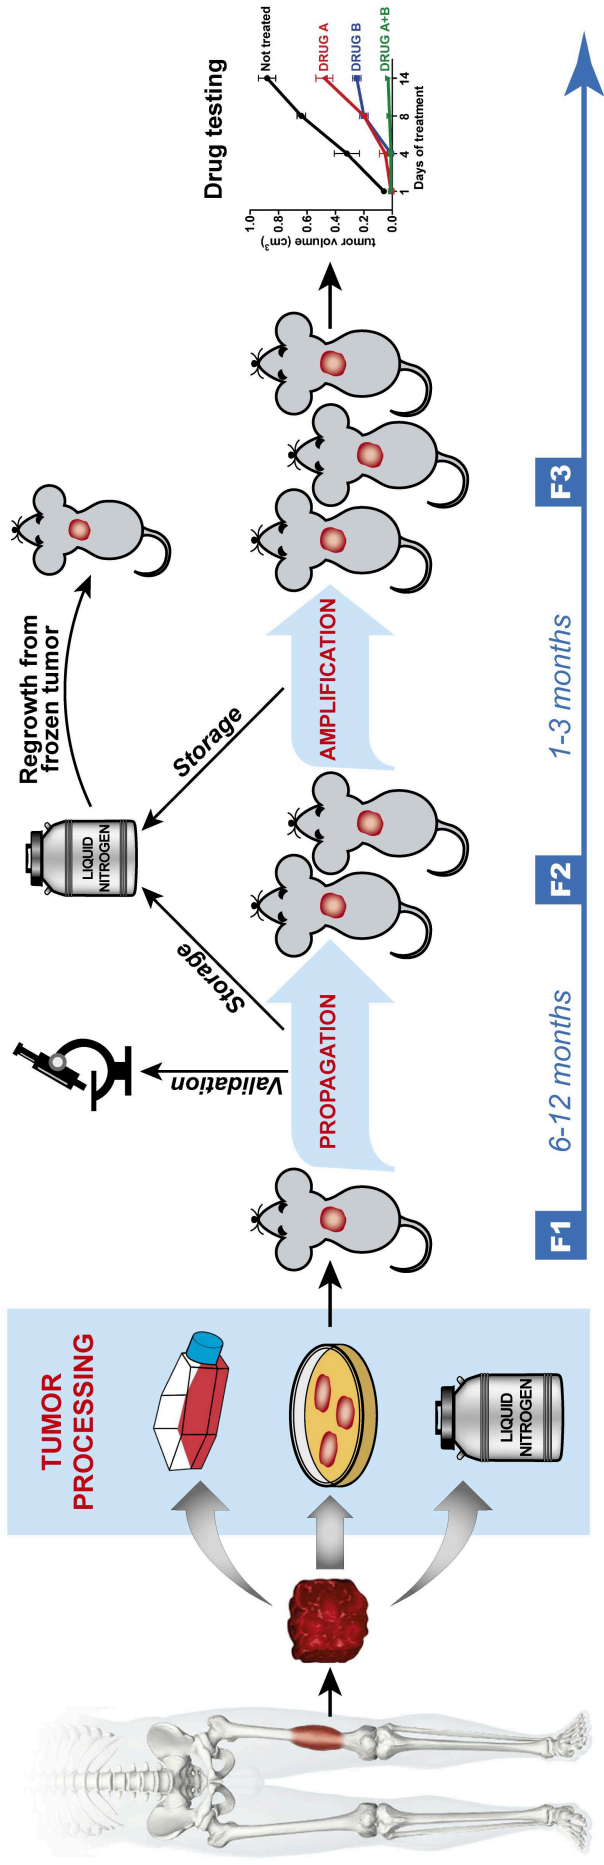 TUMOR
PROCESSING
LIQUID
NITROGEN
F1
PROPAGATION
Validation
Storage
6-12 months
LIQUID
NITROGEN
F2
Storage
Regrowth from
frozen tumor
AMPLIFICATION
1-3 months
F3
Drug testing
tumor volume (cm³)
1.0
0.8
0.6
0.4
0.2
0.0
1
4
8
14
Days of treatment
Not treated
DRUG A
DRUG B
DRUG A+B